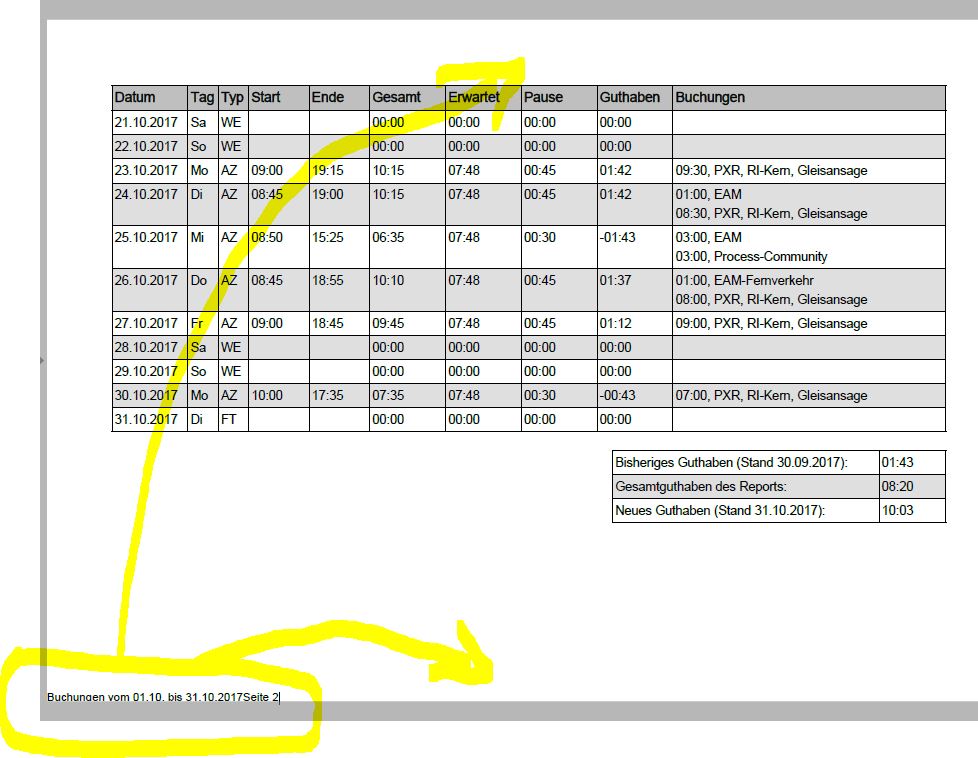 Datum Tag Typ Start Ende Gesamt Erwartet Pause Guthaben Buchungen
21.10.2017 Sa WE 00:00 00:00 00:00 00:00
22.10.2017 So WE 00:00 00:00 00:00 00:00
23.10.2017 Mo AZ 09:00 19:15 10:15 07:48 00:45 01:42 09:30, PXR, RI-Kern, Gleisansage
24.10.2017 Di AZ 08:45 19:00 10:15 07:48 00:45 01:42 01:00, EAM
08:30, PXR, RI-Kern, Gleisansage
25.10.2017 Mi AZ 08:50 15:25 06:35 07:48 00:30 -01:43 03:00, EAM
03:00, Process-Community
26.10.2017 Do AZ 08:45 18:55 10:10 07:48 00:45 01:37 01:00, EAM-Fernverkehr
08:00, PXR, RI-Kern, Gleisansage
27.10.2017 Fr AZ 09:00 18:45 09:45 07:48 00:45 01:12 09:00, PXR, RI-Kern, Gleisansage
28.10.2017 Sa WE 00:00 00:00 00:00 00:00
29.10.2017 So WE 00:00 00:00 00:00 00:00
30.10.2017 Mo AZ 10:00 17:35 07:35 07:48 00:30 -00:43 07:00, PXR, RI-Kern, Gleisansage
31.10.2017 Di FT 00:00 00:00 00:00 00:00
Bisheriges Guthaben (Stand 30.09.2017): 01:43
Gesamtguthaben des Reports: 08:20
Neues Guthaben (Stand 31.10.2017): 10:03
Buchungen vom 01.10. bis 31.10.2017Seite 2